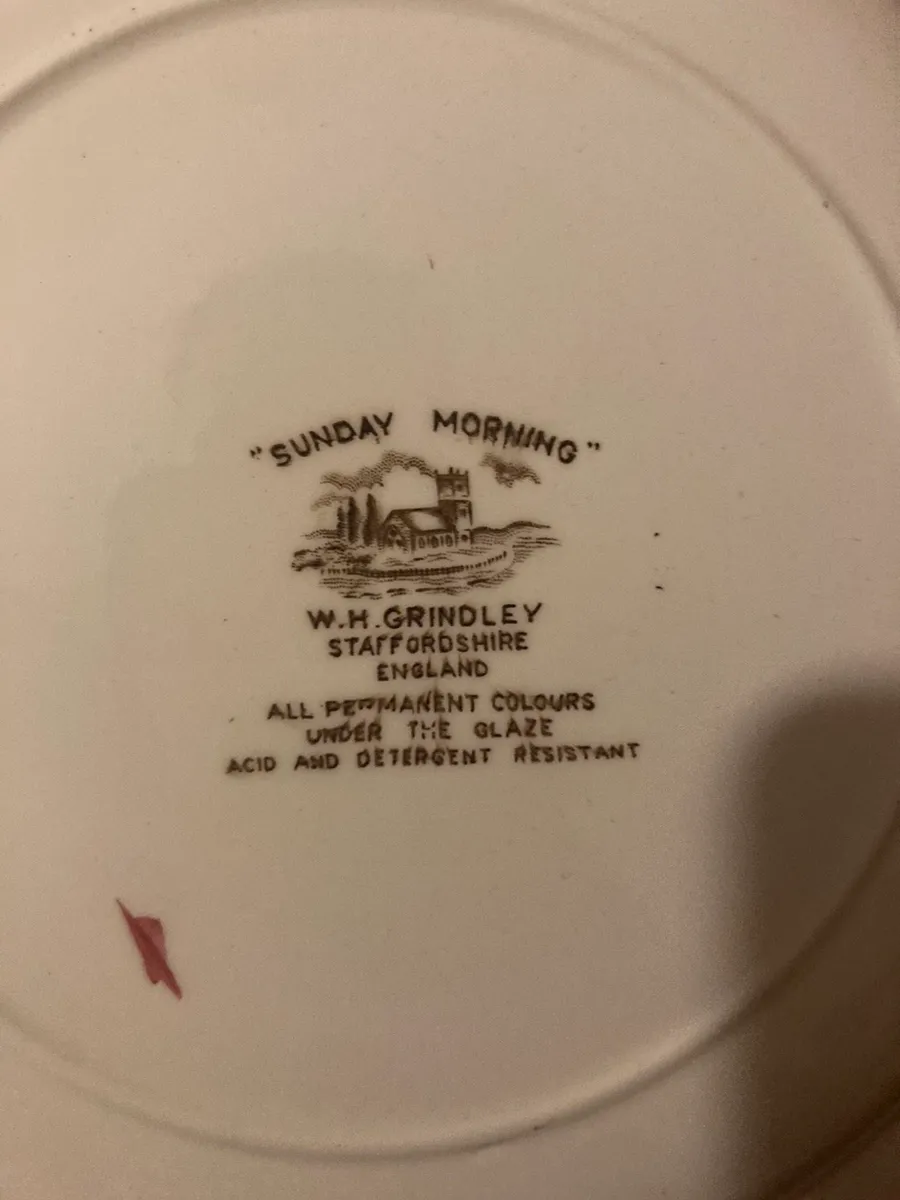 "SUNDAY MORNING"
W.H.GRINDLEY
STAFFORDSHIRE
ENGLAND
ALL PERMANENT COLOURS
UNDER THE GLAZE
ACID AND DETERGENT RESISTANT